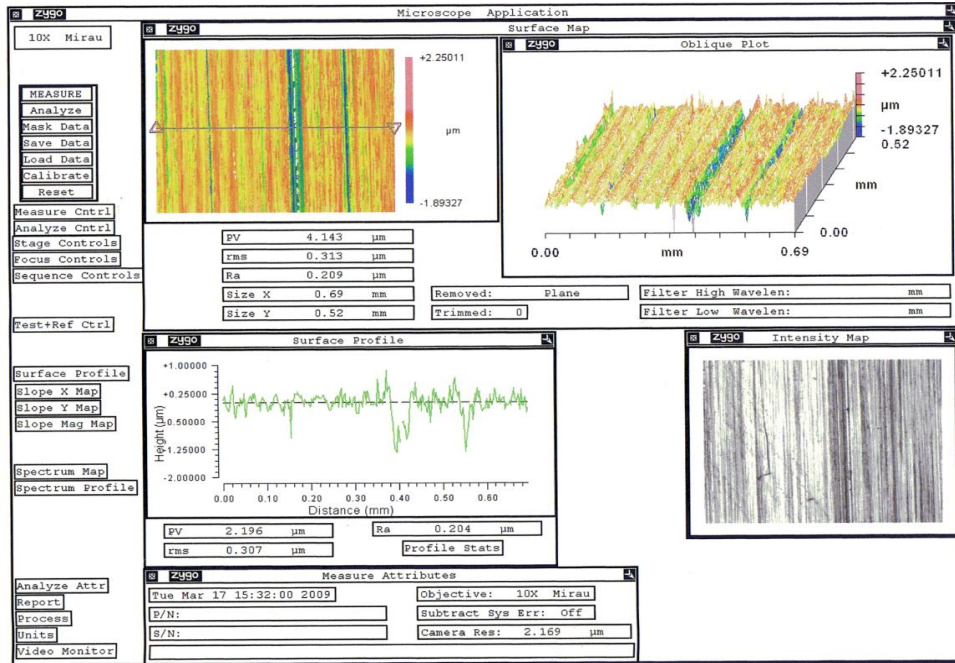 zygo Microscope Application
10X Mirau
MEASURE
Analyze
Mask Data
Save Data
Load Data
Calibrate
Reset
Measure Cntrl
Analyze Cntrl
Stage Controls
Focus Controls
Sequence Controls
Test+Ref Ctrl
Surface Profile
Slope X Map
Slope Y Map
Slope Mag Map
Spectrum Map
Spectrum Profile
Analyze Attr
Report
Process
Units
Video Monitor
zygo Surface Map
+2.25011
µm
-1.89327
zygo Oblique Plot
+2.25011
µm
-1.89327
0.52
mm
0.00
0.00 mm 0.69
PV 4.143 µm
rms 0.313 µm
Ra 0.209 µm
Size X 0.69 mm
Size Y 0.52 mm
Removed: Plane
Trimmed: 0
Filter High Wavelen: mm
Filter Low Wavelen: mm
zygo Surface Profile
+1.00000
+0.25000
-0.50000
-1.25000
-2.00000
Height (µm)
0.00 0.10 0.20 0.30 0.40 0.50 0.60
Distance (mm)
PV 2.196 µm
rms 0.307 µm
Ra 0.204 µm
Profile Stats
zygo Intensity Map
zygo Measure Attributes
Tue Mar 17 15:32:00 2009
P/N:
S/N:
Objective: 10X Mirau
Subtract Sys Err: Off
Camera Res: 2.169 µm